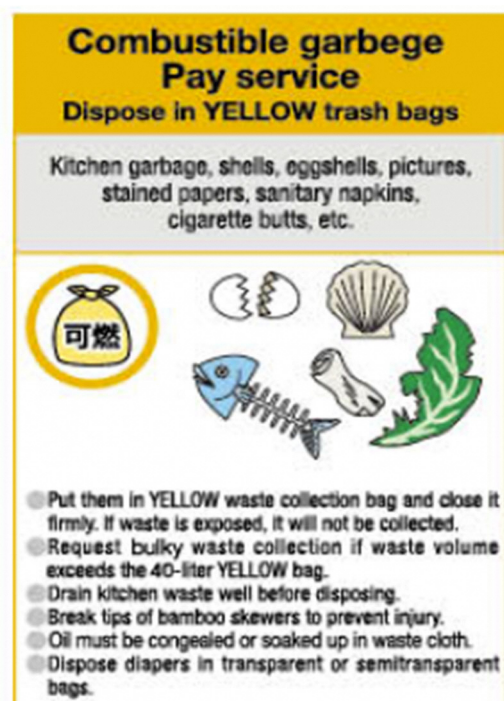 Combustible garbege
Pay service
Dispose in YELLOW trash bags
Kitchen garbage, shells, eggshells, pictures,
stained papers, sanitary napkins,
cigarette butts, etc.
可燃
Put them in YELLOW waste collection bag and close it
firmly. If waste is exposed, it will not be collected.
Request bulky waste collection if waste volume
exceeds the 40-liter YELLOW bag.
Drain kitchen waste well before disposing.
Break tips of bamboo skewers to prevent injury.
Oil must be congealed or soaked up in waste cloth.
Dispose diapers in transparent or semitransparent
bags.